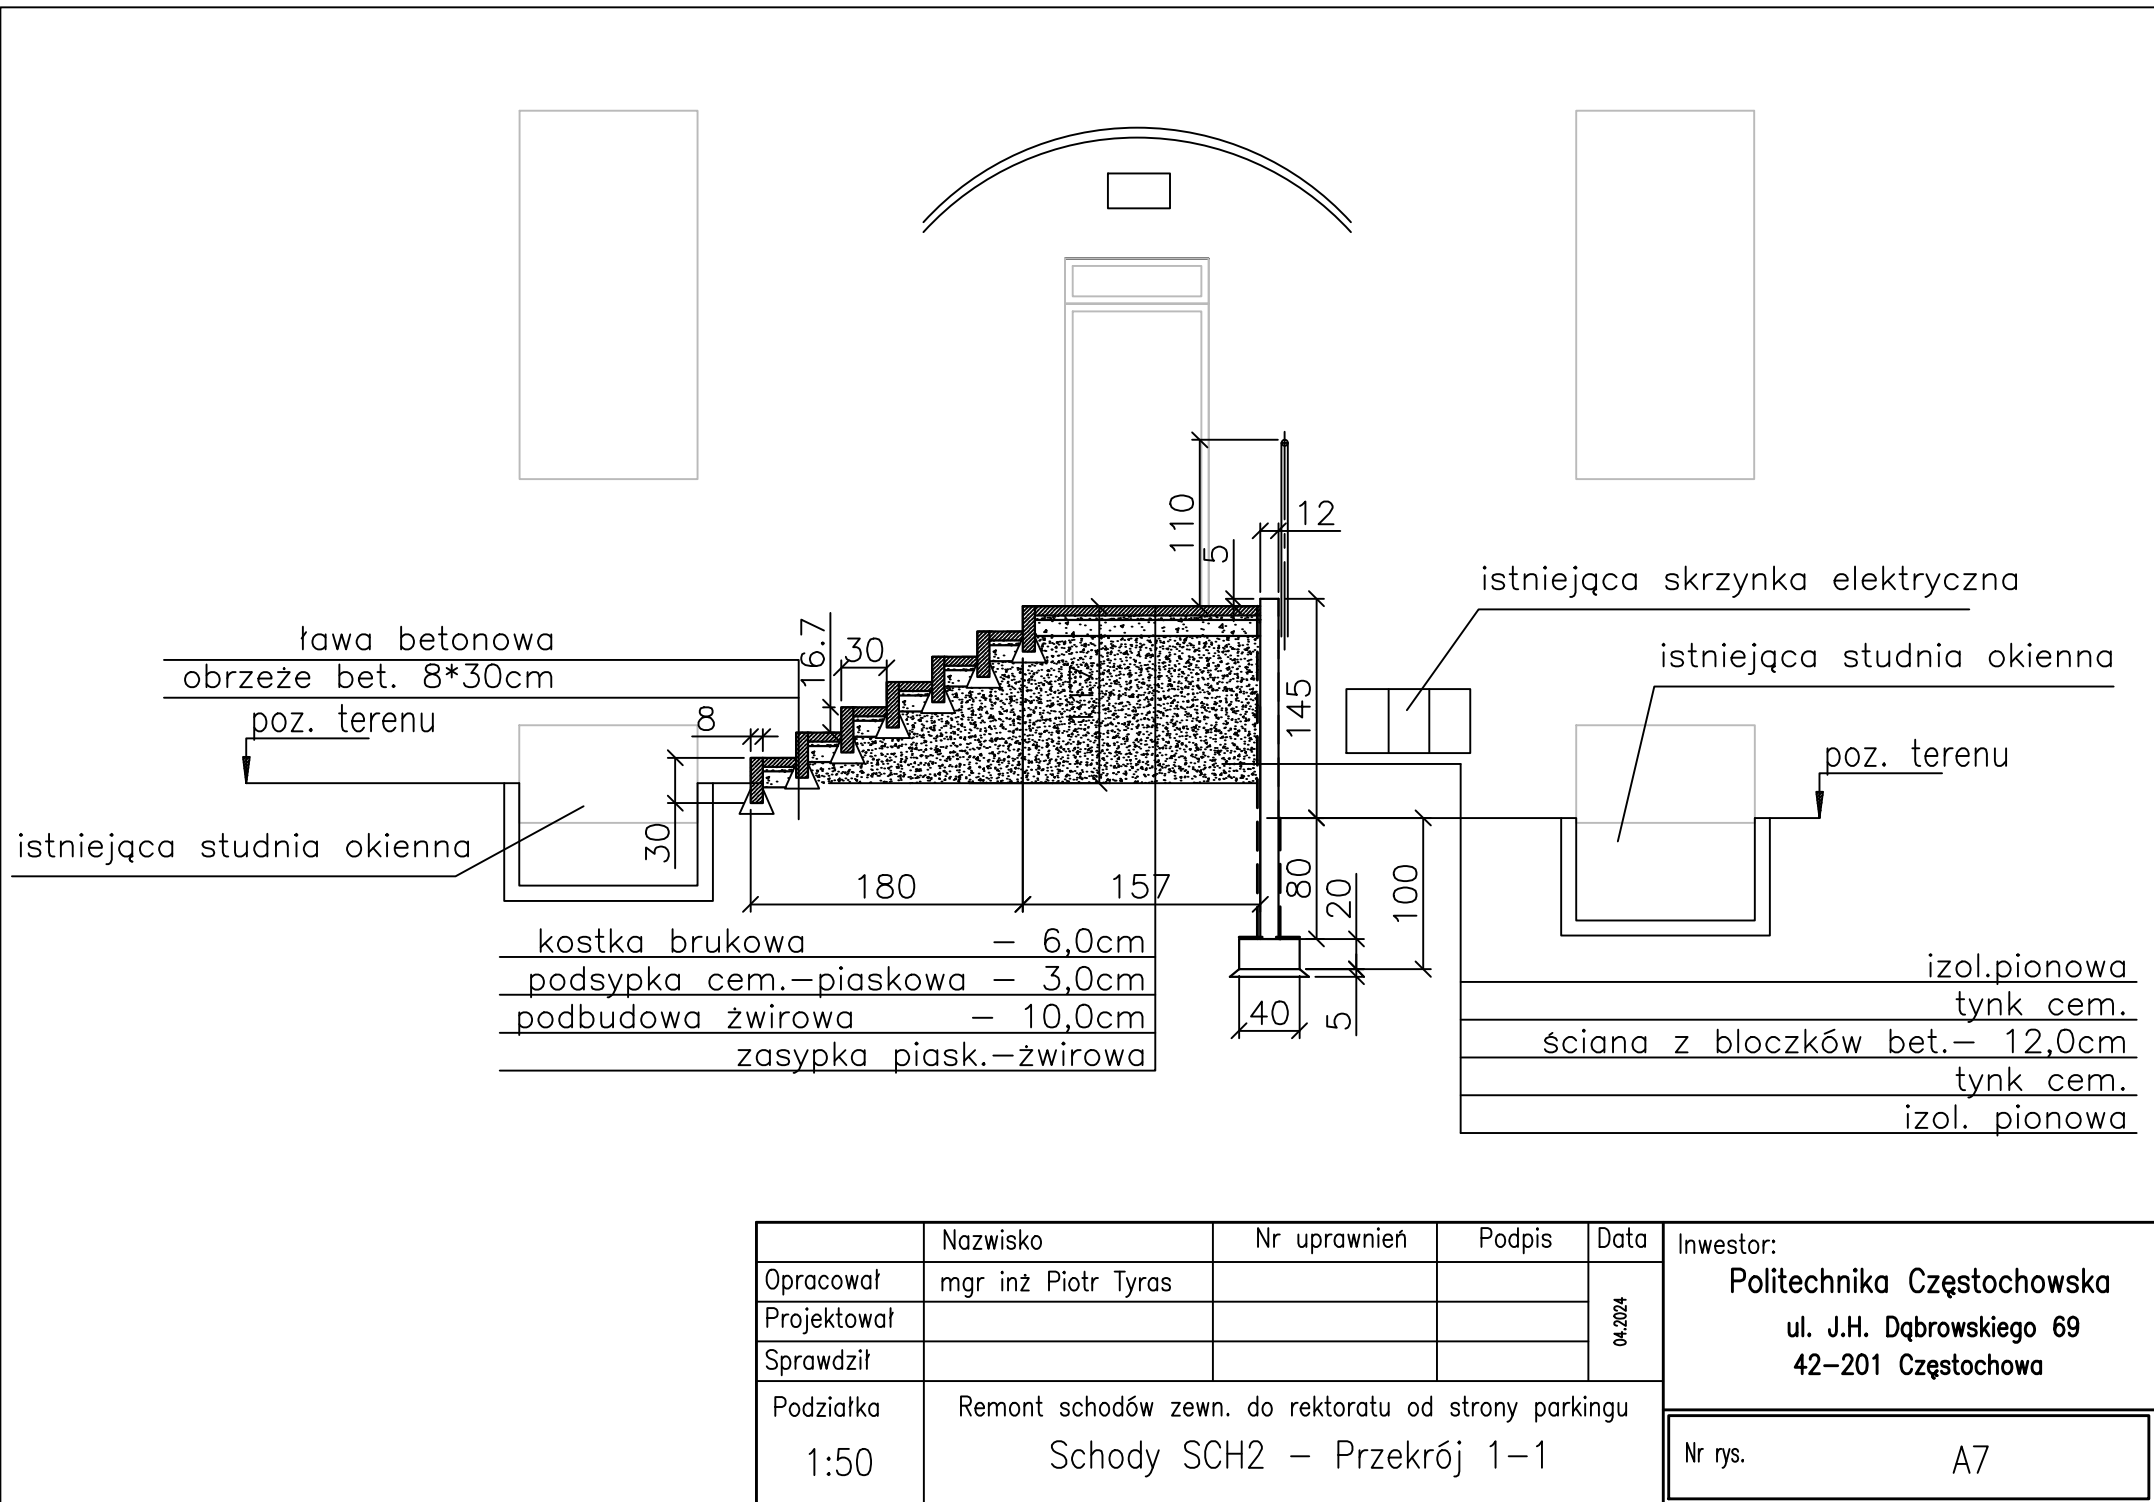 110
12
5
istniejąca skrzynka elektryczna
ława betonowa
16.7
30
istniejąca studnia okienna
obrzeże bet. 8*30cm
8
poz. terenu
145
poz. terenu
30
istniejąca studnia okienna
180
157
80
20
100
kostka brukowa – 6,0cm
podsypka cem.–piaskowa – 3,0cm
podbudowa żwirowa – 10,0cm
zasypka piask.–żwirowa
40
5
izol.pionowa
tynk cem.
ściana z bloczków bet.– 12,0cm
tynk cem.
izol. pionowa
Nazwisko Nr uprawnień Podpis Data
Opracował mgr inż Piotr Tyras
Projektował
Sprawdził
04.2024
Podziałka
1:50
Remont schodów zewn. do rektoratu od strony parkingu
Schody SCH2 – Przekrój 1–1
Inwestor:
Politechnika Częstochowska
ul. J.H. Dąbrowskiego 69
42–201 Częstochowa
Nr rys. A7